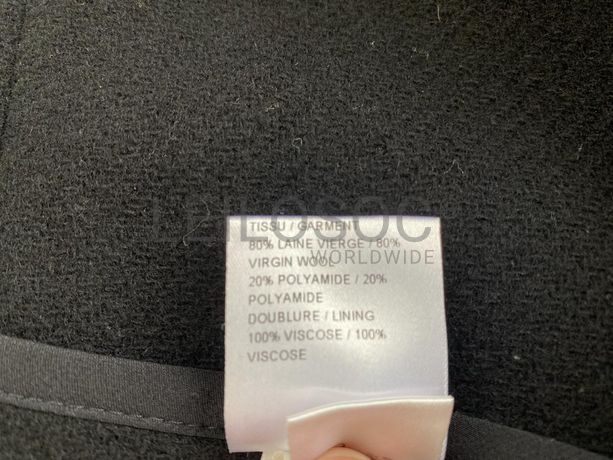 LEILOSOC
WORLDWIDE
TISSU / GARMENT
80% LAINE VIERGE / 80%
VIRGIN WOOL
20% POLYAMIDE / 20%
POLYAMIDE
DOUBLURE / LINING
100% VISCOSE / 100%
VISCOSE